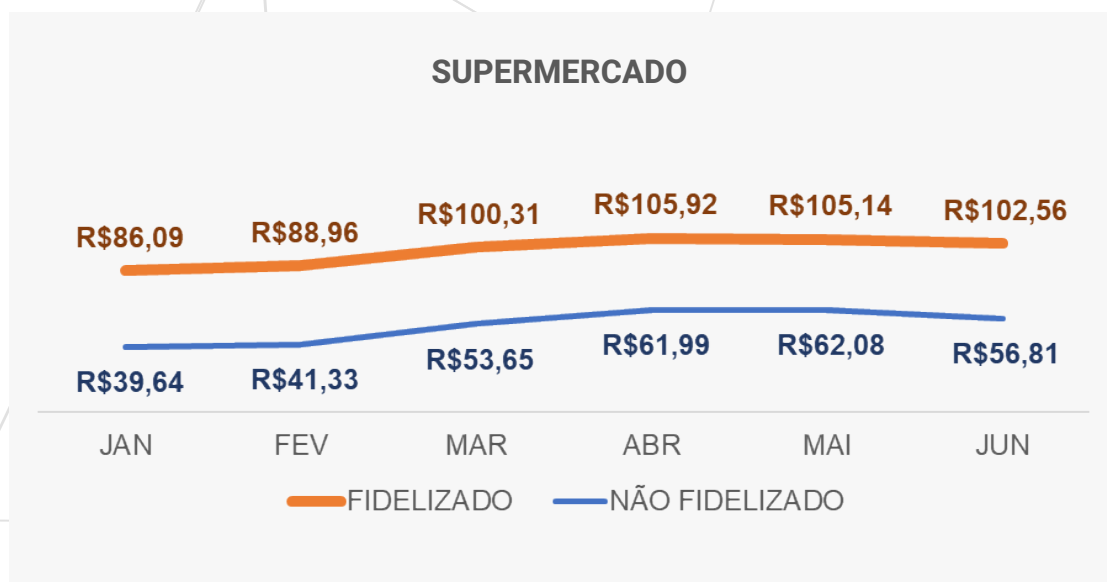 SUPERMERCADO
R$86,09 R$88,96 R$100,31 R$105,92 R$105,14 R$102,56
R$39,64 R$41,33 R$53,65 R$61,99 R$62,08 R$56,81
JAN FEV MAR ABR MAI JUN
FIDELIZADO NÃO FIDELIZADO